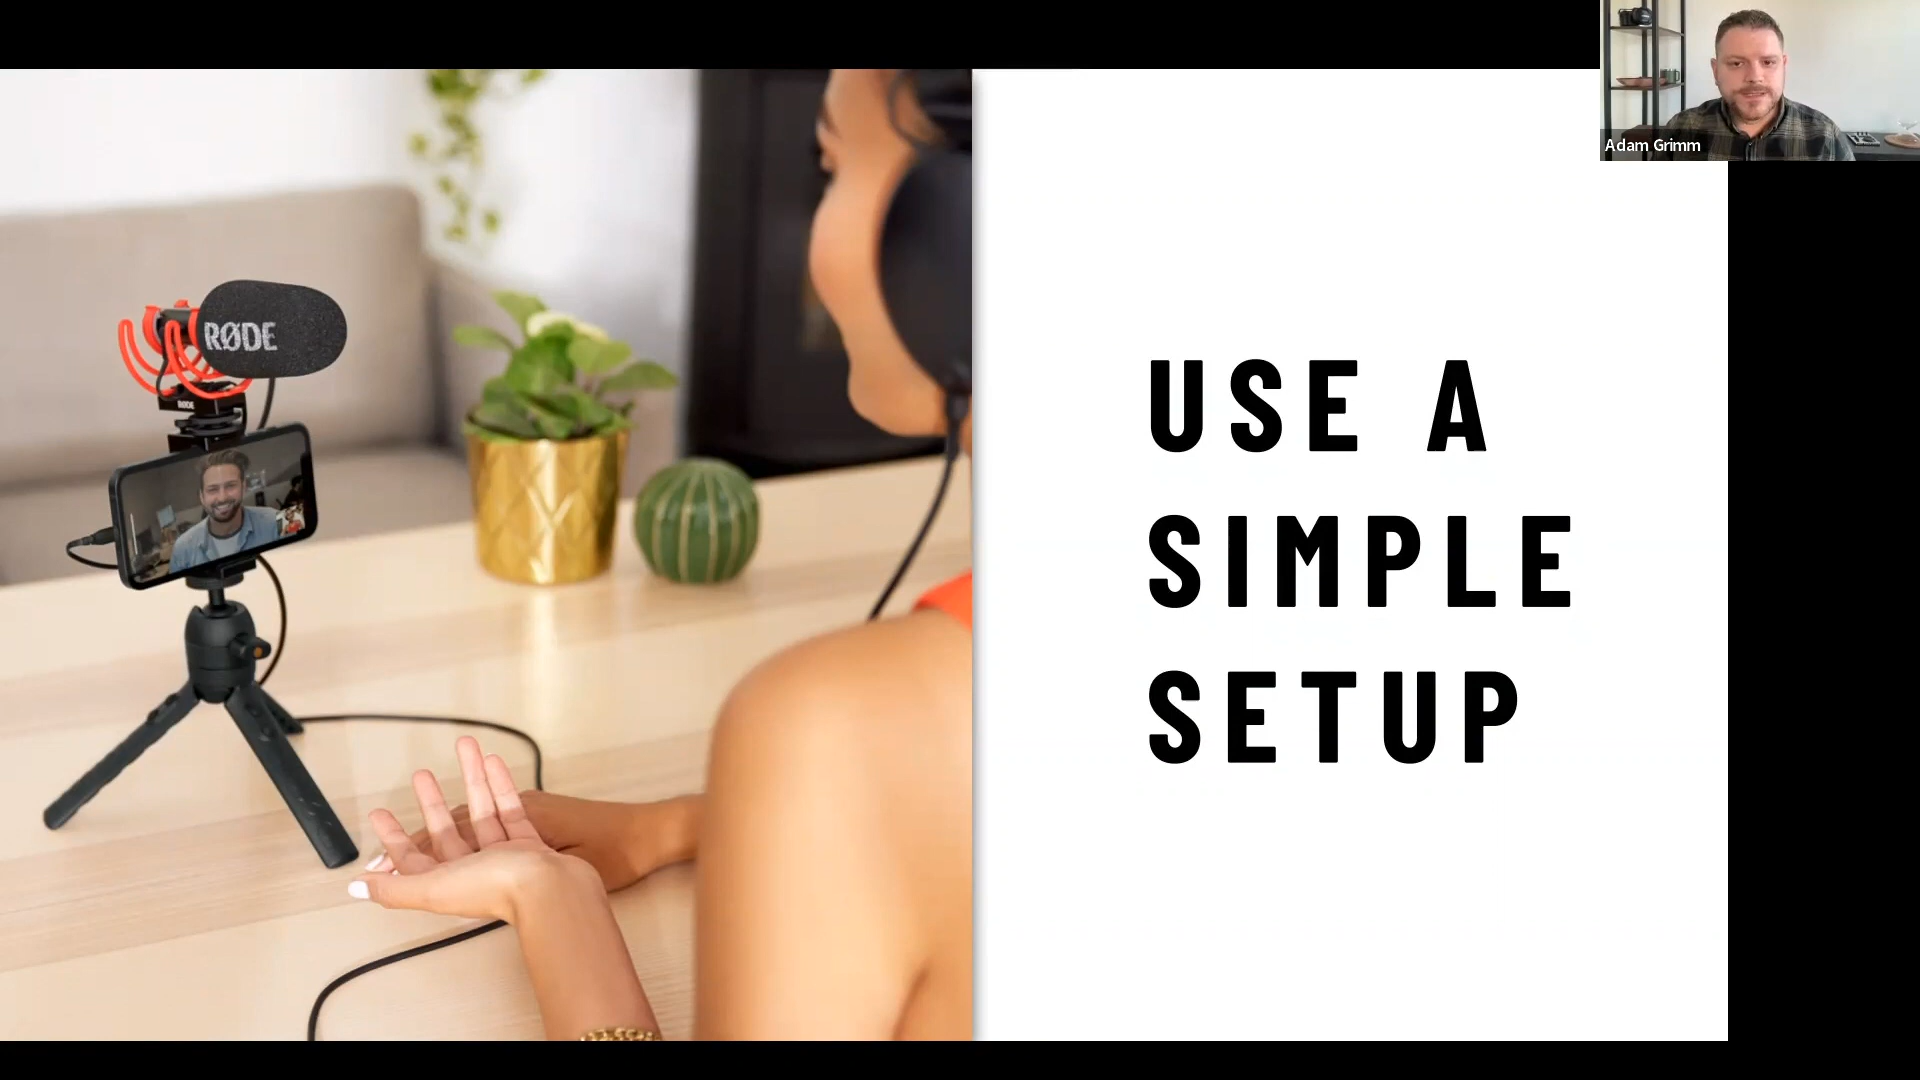 Adam Grimm
RØDE
RØDE
USE A
SIMPLE
SETUP